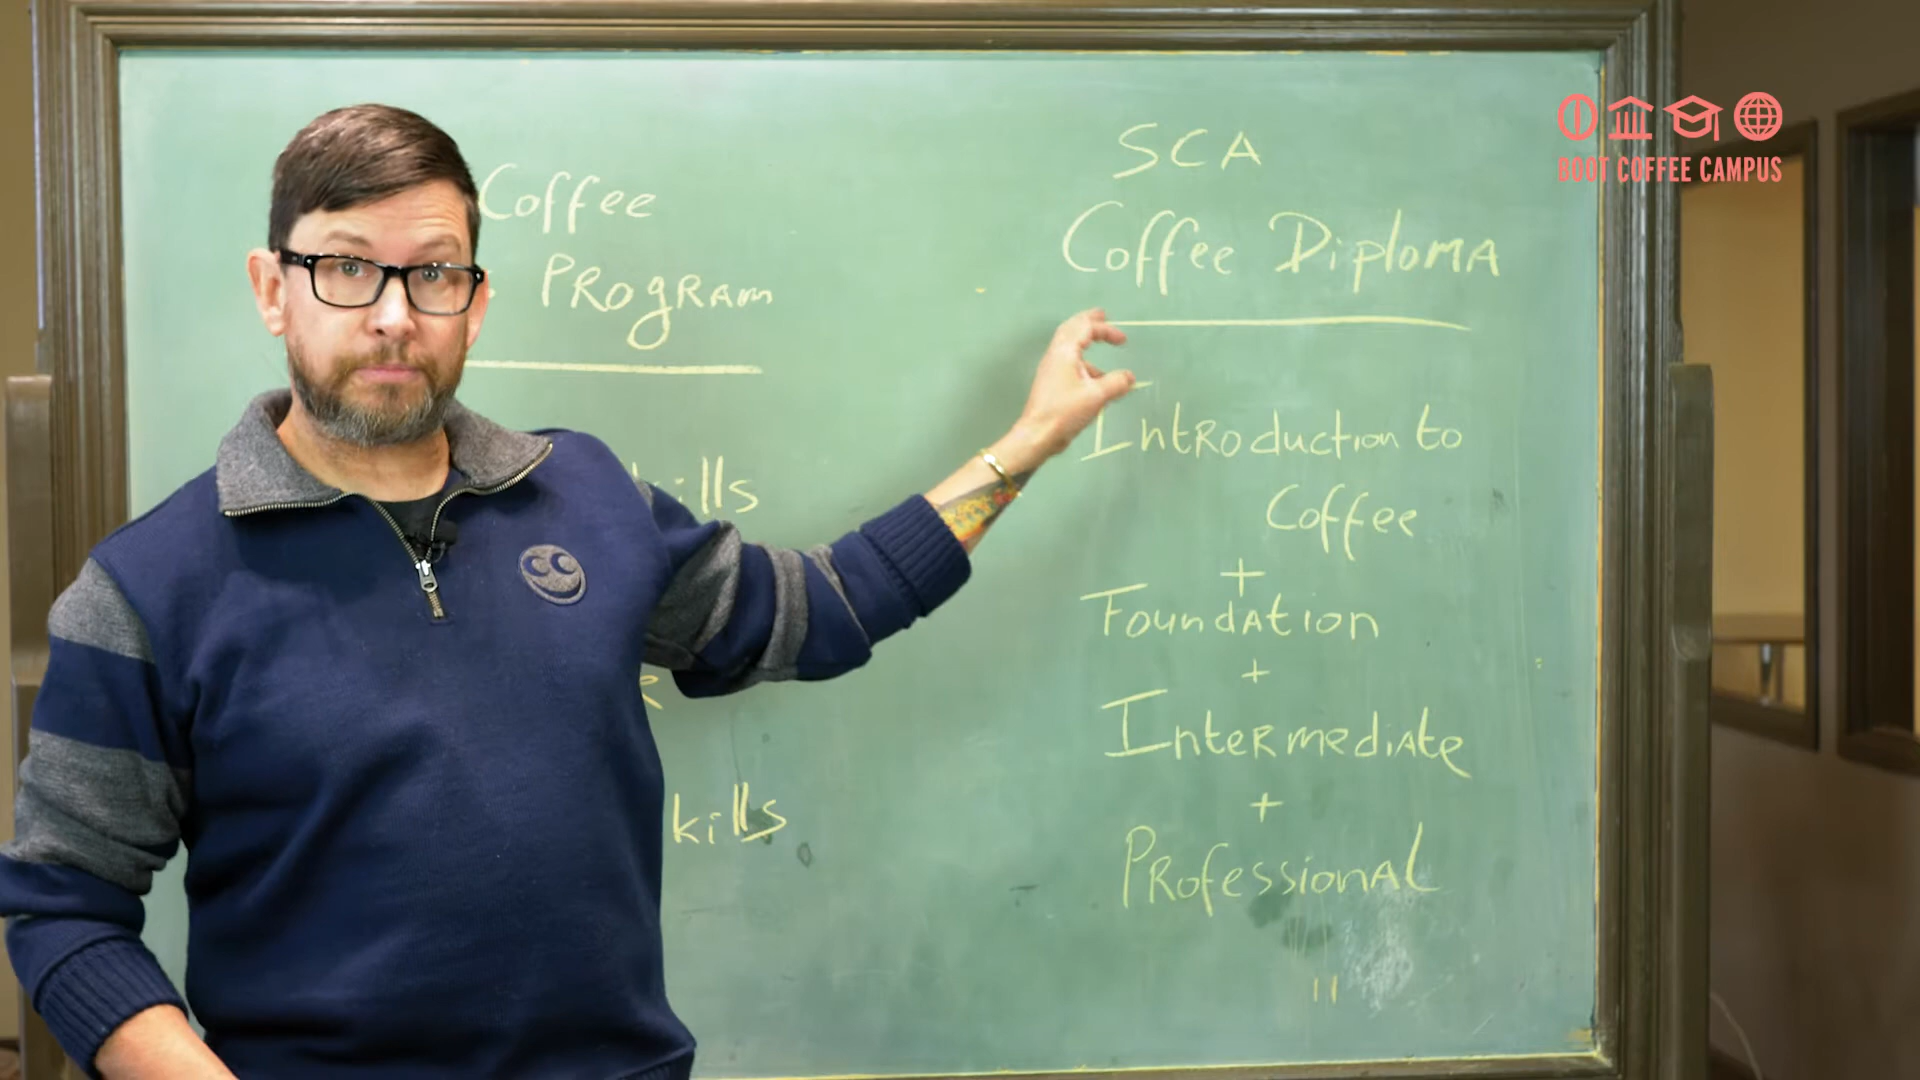 Coffee
Program
SCA
Coffee Diploma
Introduction to
Coffee
+
Foundation
+
Intermediate
+
Professional
BOOT COFFEE CAMPUS